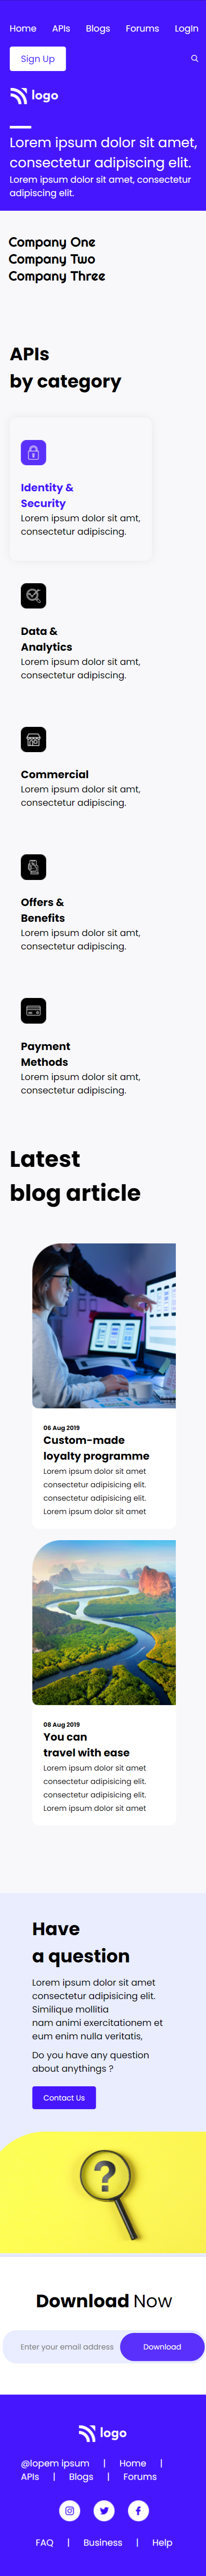 Home APIs Blogs Forums LogIn
Sign Up
logo
Lorem ipsum dolor sit amet,
consectetur adipisicing elit.
Lorem ipsum dolor sit amet, consectetur
adipisicing elit.
Company One
Company Two
Company Three
APIs
by category
Identity &
Security
Lorem ipsum dolor sit amt,
consectetur adipiscing.
Data &
Analytics
Lorem ipsum dolor sit amt,
consectetur adipiscing.
Commercial
Lorem ipsum dolor sit amt,
consectetur adipiscing.
Offers &
Benefits
Lorem ipsum dolor sit amt,
consectetur adipiscing.
Payment
Methods
Lorem ipsum dolor sit amt,
consectetur adipiscing.
Latest
blog article
06 Aug 2019
Custom-made
loyalty programme
Lorem ipsum dolor sit amet
consectetur adipisicing elit.
consectetur adipisicing elit.
Lorem ipsum dolor sit amet
08 Aug 2019
You can
travel with ease
Lorem ipsum dolor sit amet
consectetur adipisicing elit.
consectetur adipisicing elit.
Lorem ipsum dolor sit amet
Have
a question
Lorem ipsum dolor sit amet
consectetur adipisicing elit.
Similique mollitia
nam animi exercitationem et
eum enim nulla veritatis,
Do you have any question
about anythings ?
Contact Us
?
Download Now
Enter your email address Download
logo
@lopem ipsum | Home |
APIs | Blogs | Forums
FAQ | Business | Help